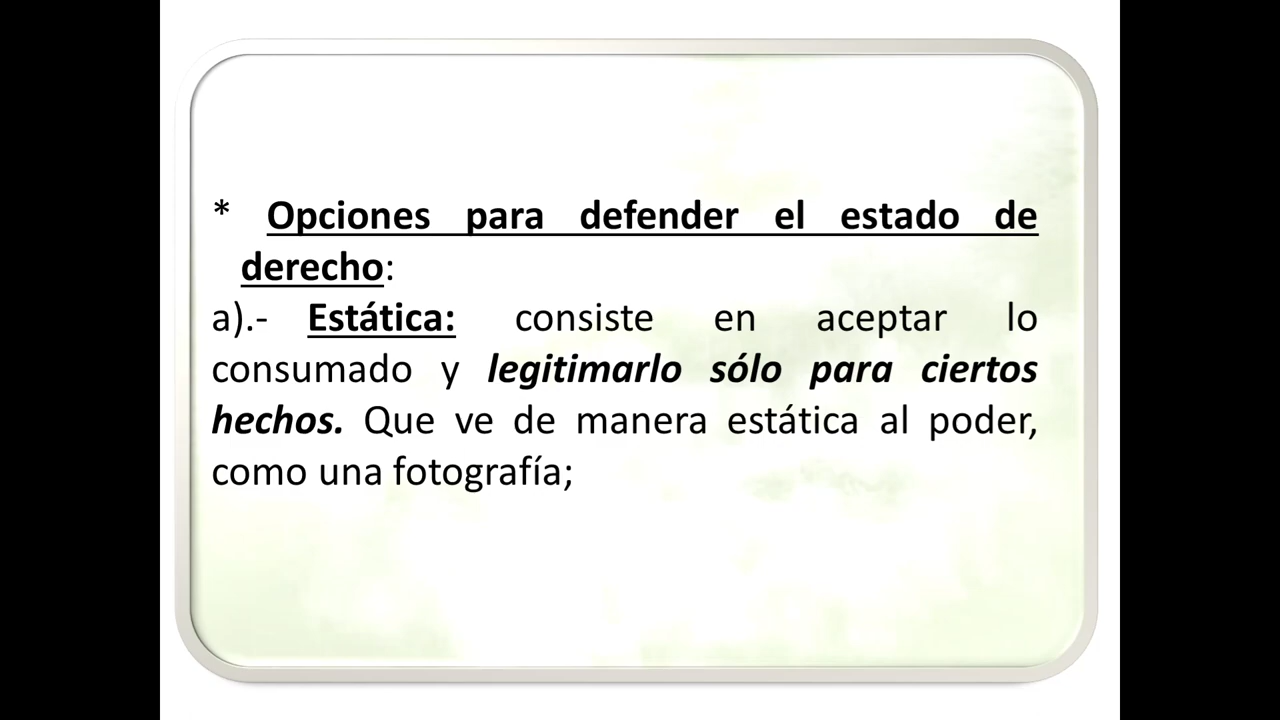 * Opciones para defender el estado de
derecho:
a).- Estática: consiste en aceptar lo
consumado y legitimarlo sólo para ciertos
hechos. Que ve de manera estática al poder,
como una fotografía;